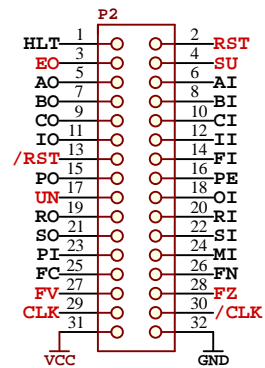 P2
HLT 1 2 RST
EO 3 4 SU
AO 5 6 AI
BO 7 8 BI
CO 9 10 CI
IO 11 12 II
/RST 13 14 FI
PO 15 16 PE
UN 17 18 OI
RO 19 20 RI
SO 21 22 SI
PI 23 24 MI
FC 25 26 FN
FV 27 28 FZ
CLK 29 30 /CLK
31 32
VCC GND